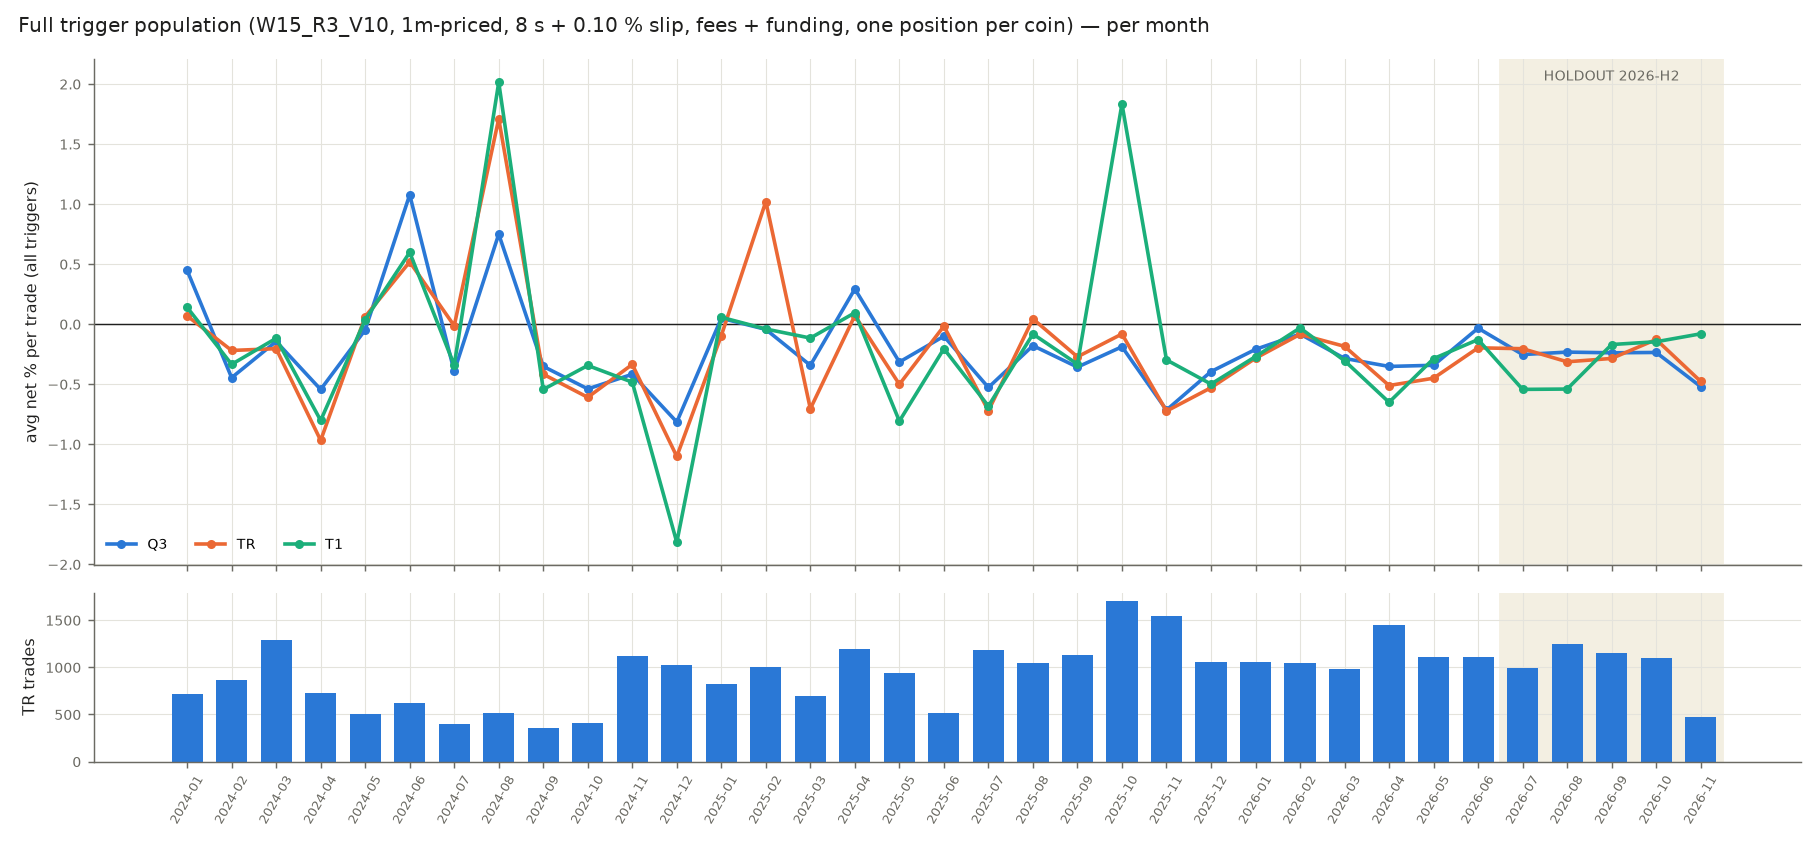 Full trigger population (W15_R3_V10, 1m-priced, 8 s + 0.10 % slip, fees + funding, one position per coin) — per month
HOLDOUT 2026-H2
avg net % per trade (all triggers)
2.0
1.5
1.0
0.5
0.0
−0.5
−1.0
−1.5
−2.0
Q3 TR T1
TR trades
1500
1000
500
0
2024-01 2024-02 2024-03 2024-04 2024-05 2024-06 2024-07 2024-08 2024-09 2024-10 2024-11 2024-12 2025-01 2025-02 2025-03 2025-04 2025-05 2025-06 2025-07 2025-08 2025-09 2025-10 2025-11 2025-12 2026-01 2026-02 2026-03 2026-04 2026-05 2026-06 2026-07 2026-08 2026-09 2026-10 2026-11